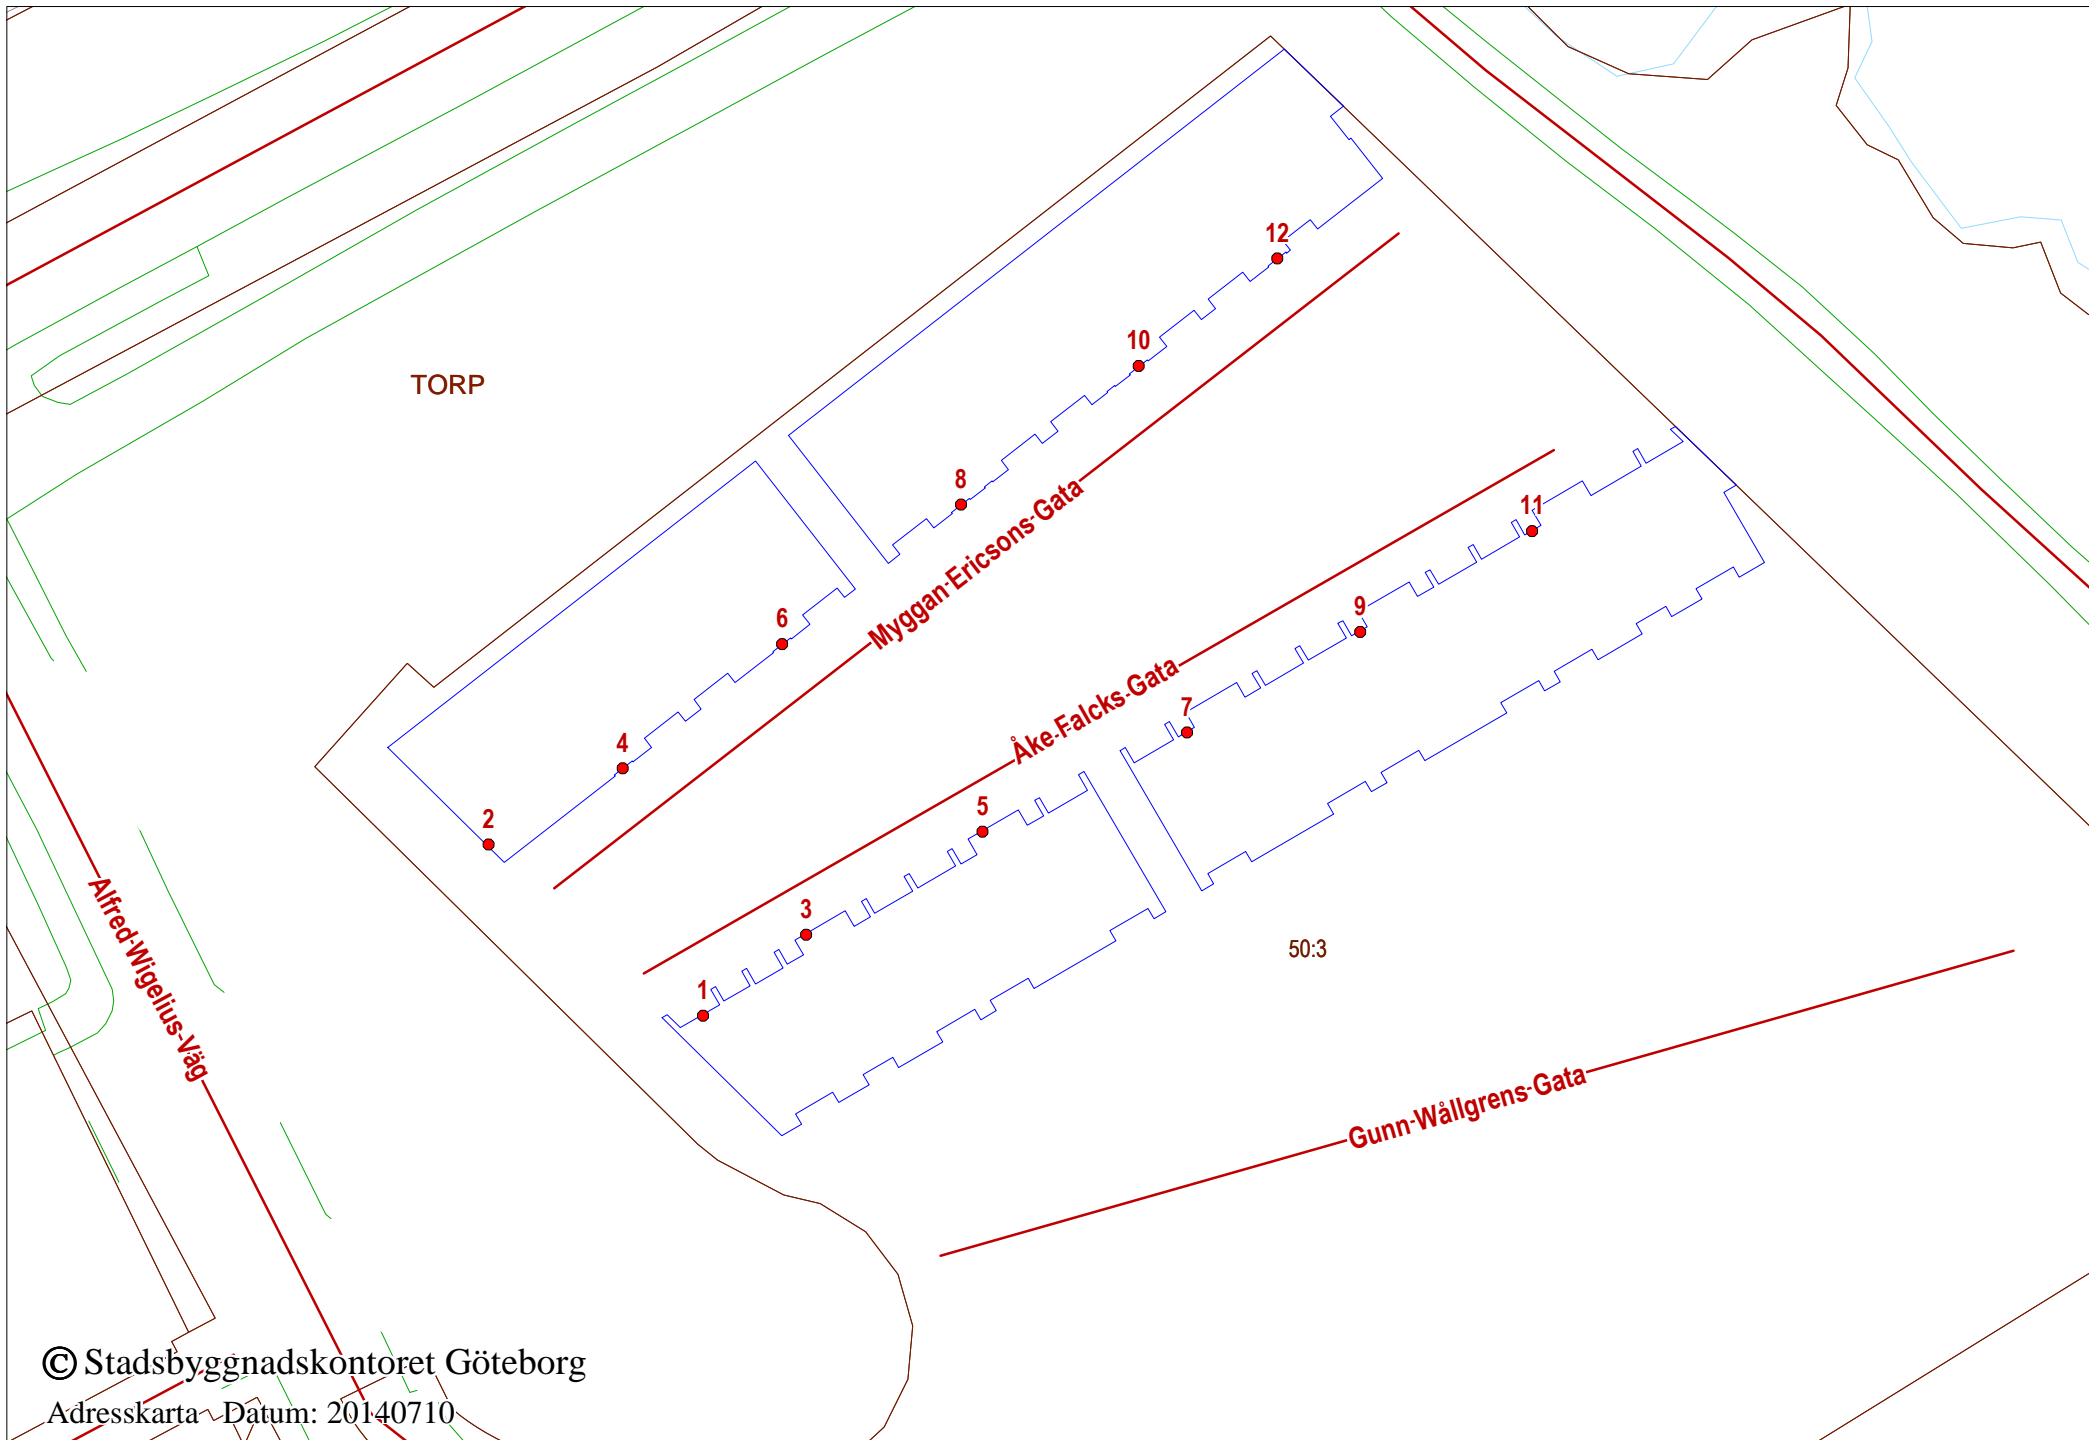 12
10
TORP
8
Myggan Ericsons Gata
11
6
9
Åke Falcks Gata
7
4
2
5
3
Alfred Wigelius Väg
50:3
1
Gunn Wållgrens Gata
© Stadsbyggnadskontoret Göteborg
Adresskarta Datum: 20140710